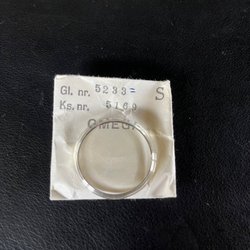 Gl. nr. 5233= S
Ks.nr. 5169
OMEGA